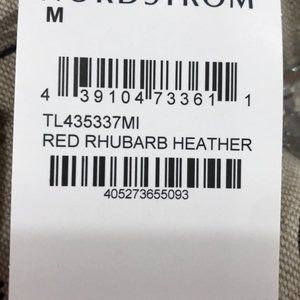 NORDSTROM
M
4 39104 73361 1
TL435337MI
RED RHUBARB HEATHER
405273655093